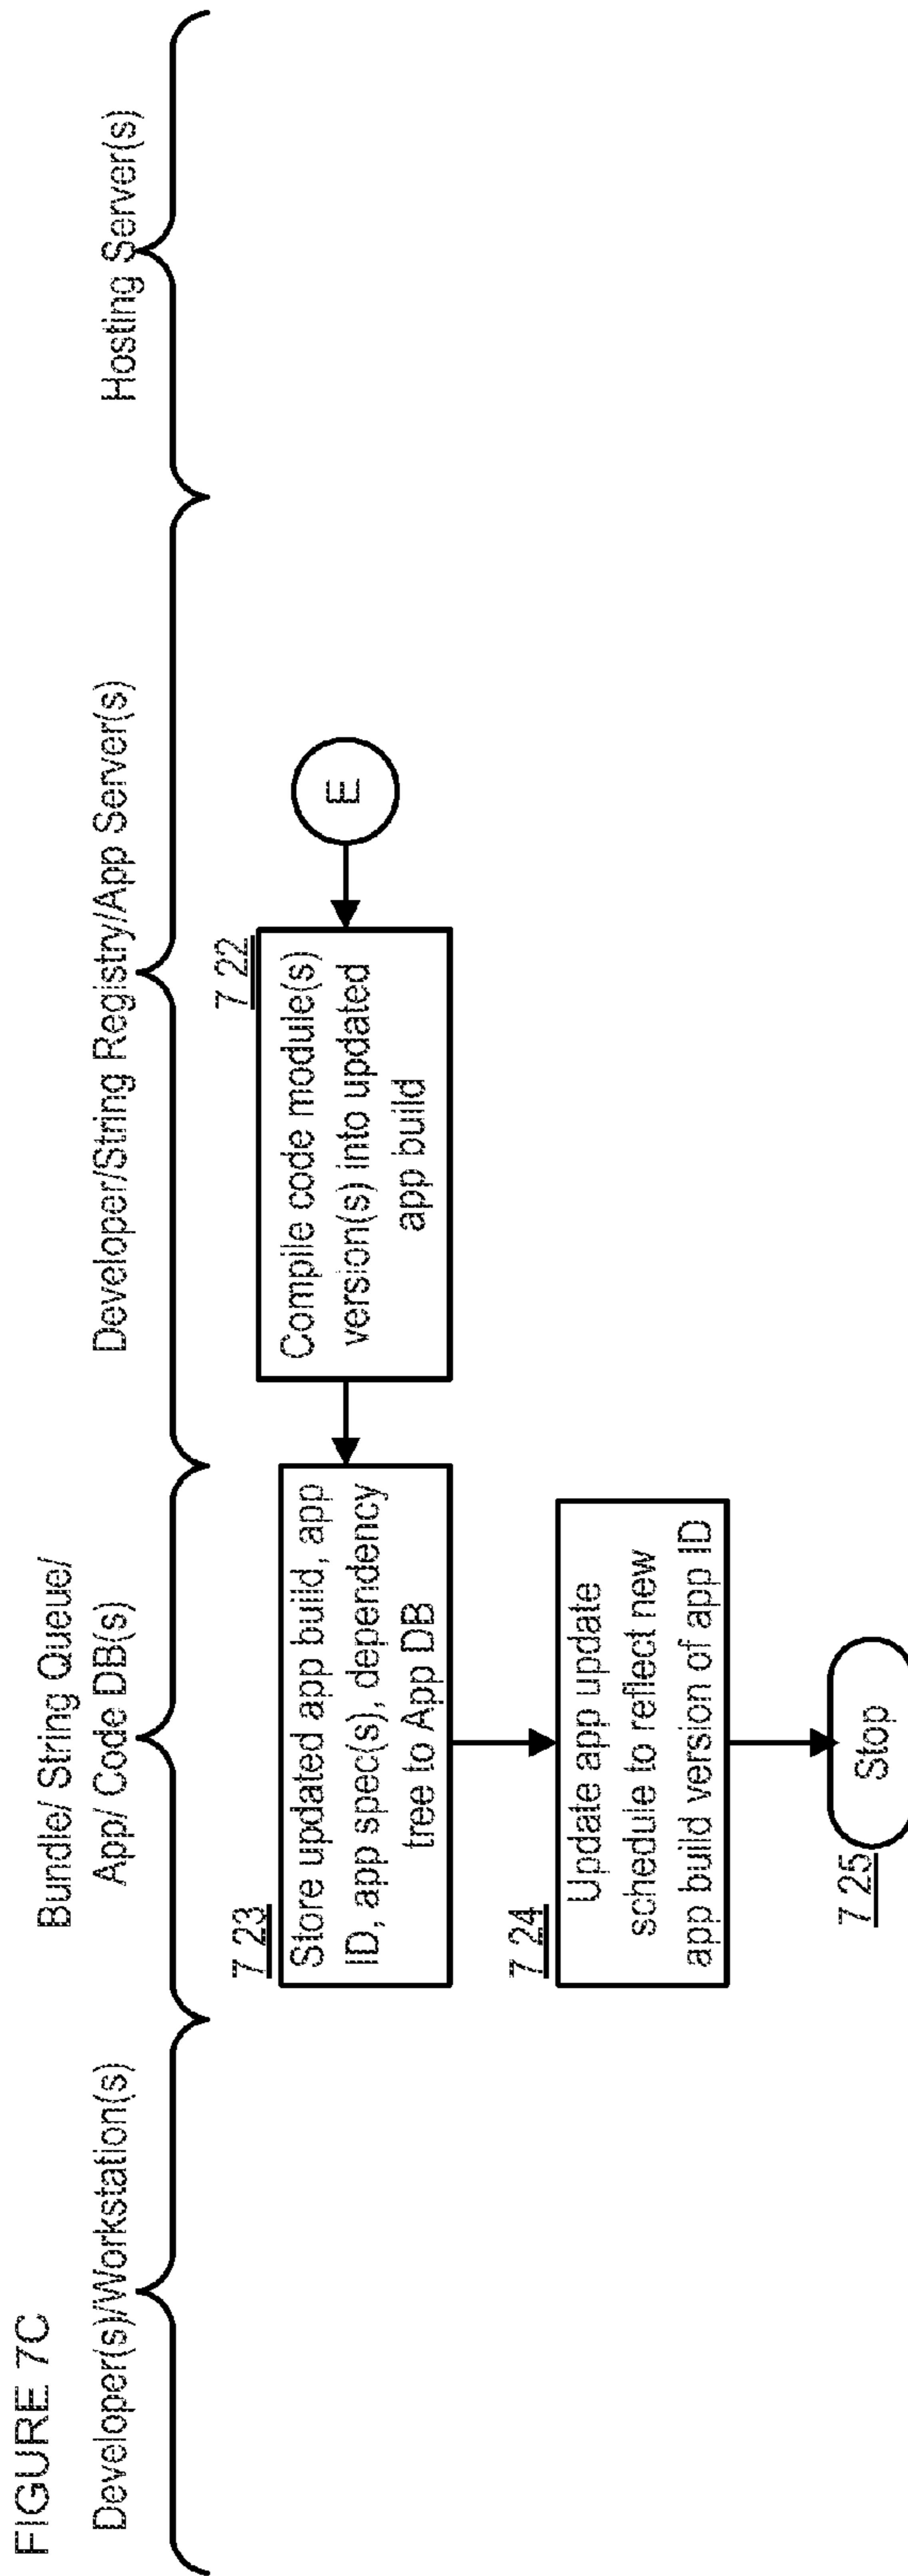 FIGURE 7C
Developer(s)/Workstation(s)
Bundle/ String Queue/
App/ Code DB(s)
Developer/String Registry/App Server(s)
Hosting Server(s)
E
7.22
Compile code module(s)
version(s) into updated
app build
7.23
Store updated app build, app
ID, app spec(s), dependency
tree to App DB
7.24
Update app update
schedule to reflect new
app build version of app ID
7.25
Stop